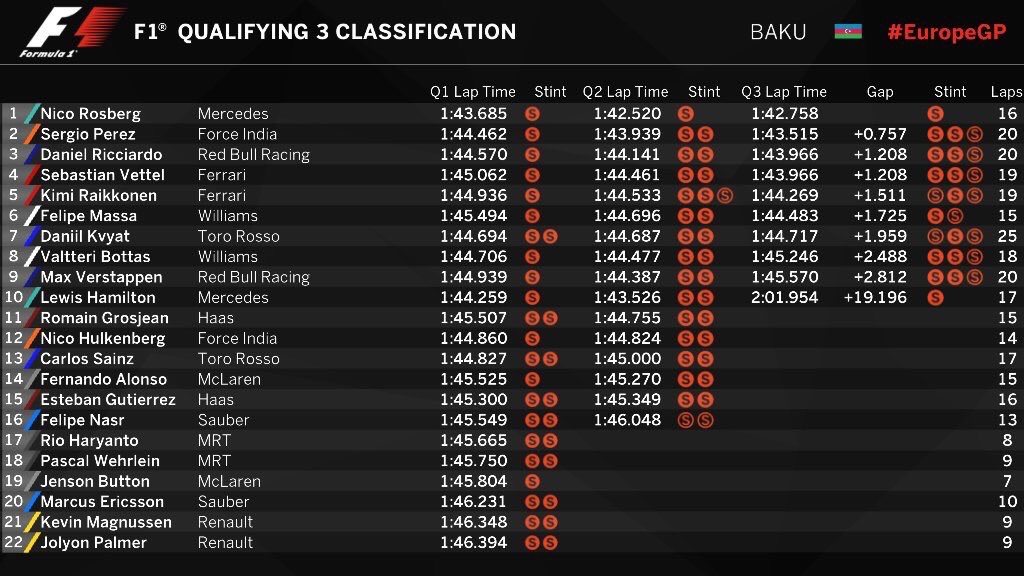 F1® QUALIFYING 3 CLASSIFICATION BAKU #EuropeGP
Formula 1®
Q1 Lap Time Stint Q2 Lap Time Stint Q3 Lap Time Gap Stint Laps
1 Nico Rosberg Mercedes 1:43.685 S 1:42.520 S 1:42.758 S 16
2 Sergio Perez Force India 1:44.462 S 1:43.939 S S 1:43.515 +0.757 S S S 20
3 Daniel Ricciardo Red Bull Racing 1:44.570 S 1:44.141 S S 1:43.966 +1.208 S S S 20
4 Sebastian Vettel Ferrari 1:45.062 S 1:44.461 S S 1:43.966 +1.208 S S S 19
5 Kimi Raikkonen Ferrari 1:44.936 S 1:44.533 S S S 1:44.269 +1.511 S S S 19
6 Felipe Massa Williams 1:45.494 S 1:44.696 S S 1:44.483 +1.725 S S 15
7 Daniil Kvyat Toro Rosso 1:44.694 S S 1:44.687 S S 1:44.717 +1.959 S S S 25
8 Valtteri Bottas Williams 1:44.706 S 1:44.477 S S 1:45.246 +2.488 S S S 18
9 Max Verstappen Red Bull Racing 1:44.939 S 1:44.387 S S 1:45.570 +2.812 S S S 20
10 Lewis Hamilton Mercedes 1:44.259 S 1:43.526 S S 2:01.954 +19.196 S 17
11 Romain Grosjean Haas 1:45.507 S S 1:44.755 S S 15
12 Nico Hulkenberg Force India 1:44.860 S 1:44.824 S S 14
13 Carlos Sainz Toro Rosso 1:44.827 S S 1:45.000 S S 17
14 Fernando Alonso McLaren 1:45.525 S 1:45.270 S S 15
15 Esteban Gutierrez Haas 1:45.300 S S 1:45.349 S S 16
16 Felipe Nasr Sauber 1:45.549 S S 1:46.048 S S 13
17 Rio Haryanto MRT 1:45.665 S S 8
18 Pascal Wehrlein MRT 1:45.750 S S 9
19 Jenson Button McLaren 1:45.804 S 7
20 Marcus Ericsson Sauber 1:46.231 S S 10
21 Kevin Magnussen Renault 1:46.348 S S 9
22 Jolyon Palmer Renault 1:46.394 S S 9